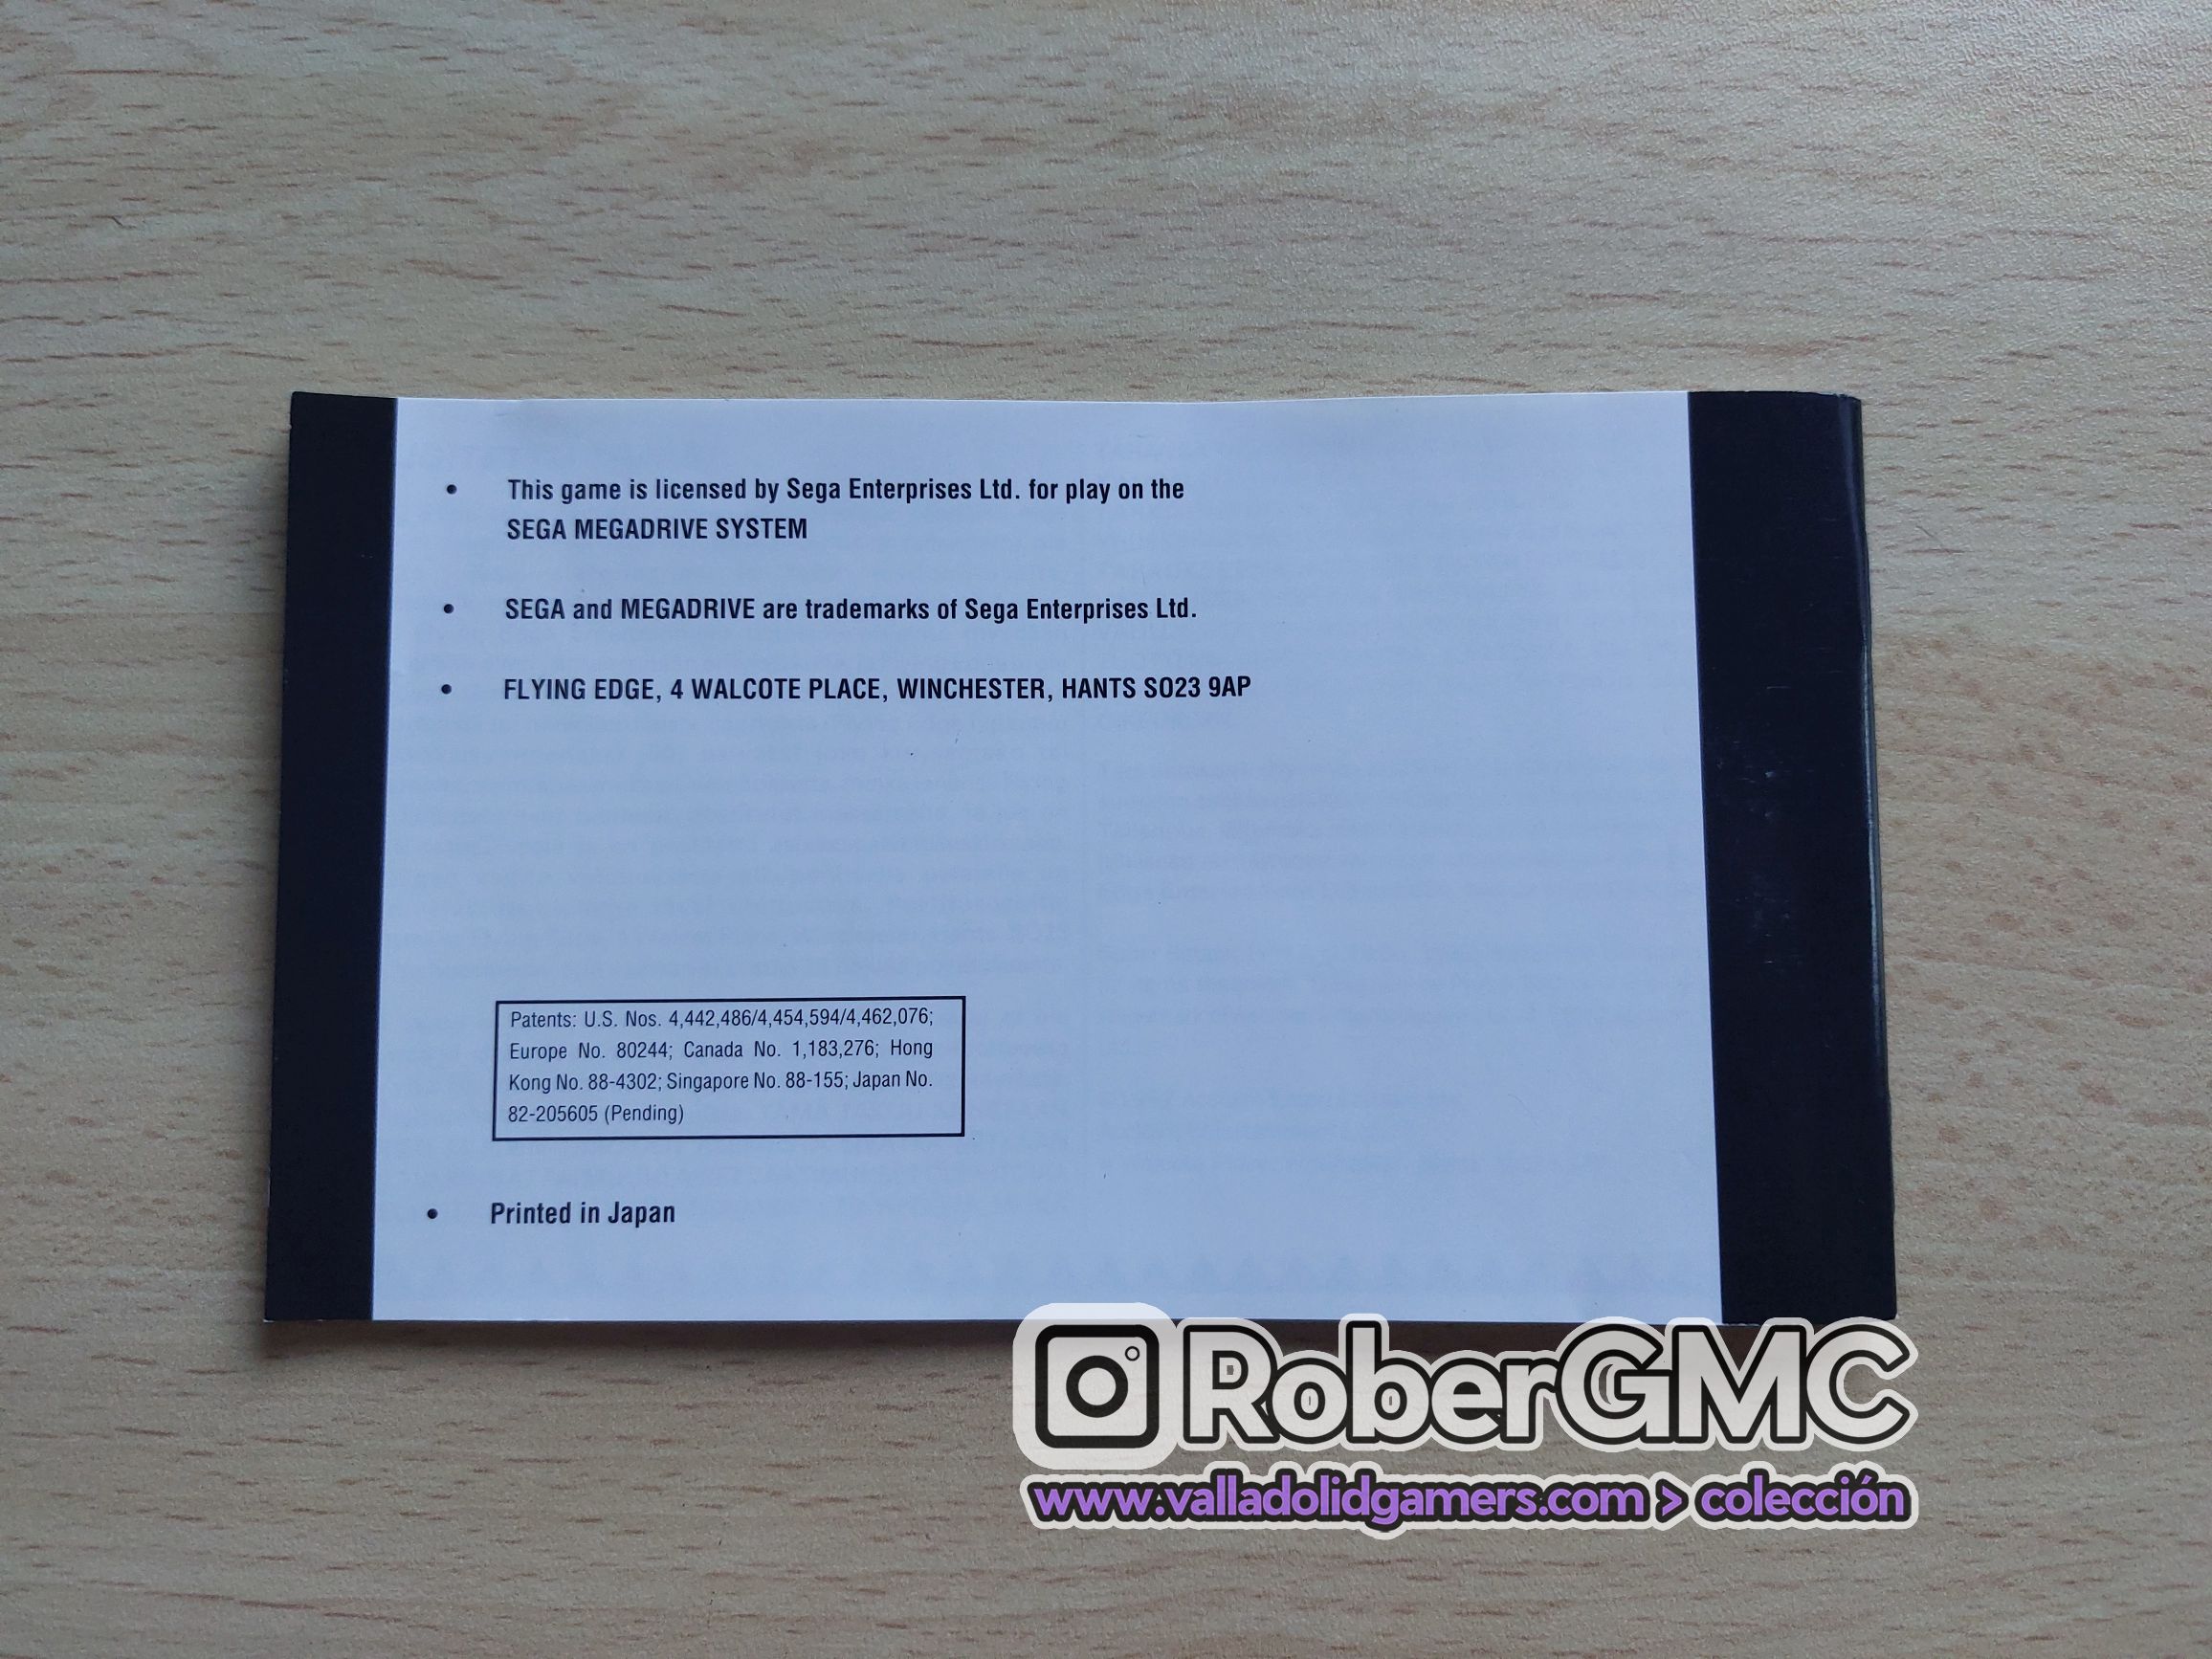 • This game is licensed by Sega Enterprises Ltd. for play on the
SEGA MEGADRIVE SYSTEM
• SEGA and MEGADRIVE are trademarks of Sega Enterprises Ltd.
• FLYING EDGE, 4 WALCOTE PLACE, WINCHESTER, HANTS SO23 9AP
Patents: U.S. Nos. 4,442,486/4,454,594/4,462,076;
Europe No. 80244; Canada No. 1,183,276; Hong
Kong No. 88-4302; Singapore No. 88-155; Japan No.
82-205605 (Pending)
• Printed in Japan
RoberGMC
www.valladolidgamers.com > colección